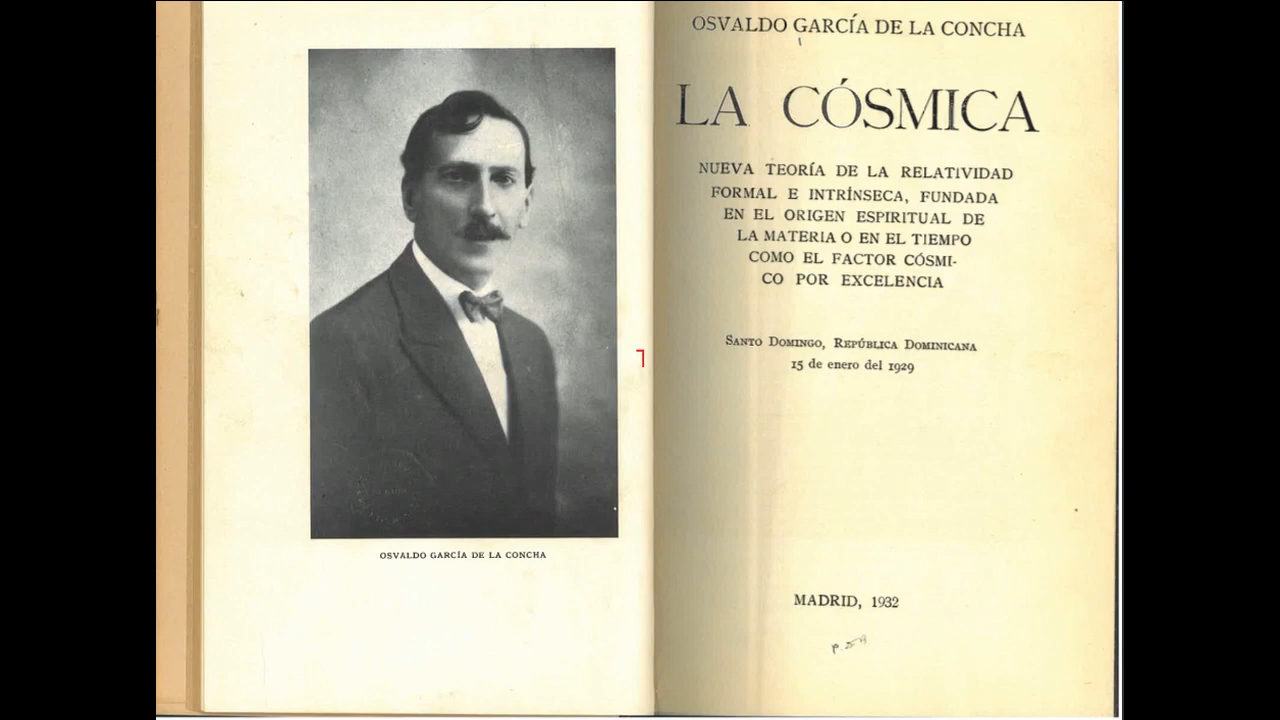 OSVALDO GARCÍA DE LA CONCHA
OSVALDO GARCÍA DE LA CONCHA
LA CÓSMICA
NUEVA TEORÍA DE LA RELATIVIDAD
FORMAL E INTRÍNSECA, FUNDADA
EN EL ORIGEN ESPIRITUAL DE
LA MATERIA O EN EL TIEMPO
COMO EL FACTOR CÓSMI-
CO POR EXCELENCIA
SANTO DOMINGO, REPÚBLICA DOMINICANA
15 de enero del 1929
MADRID, 1932